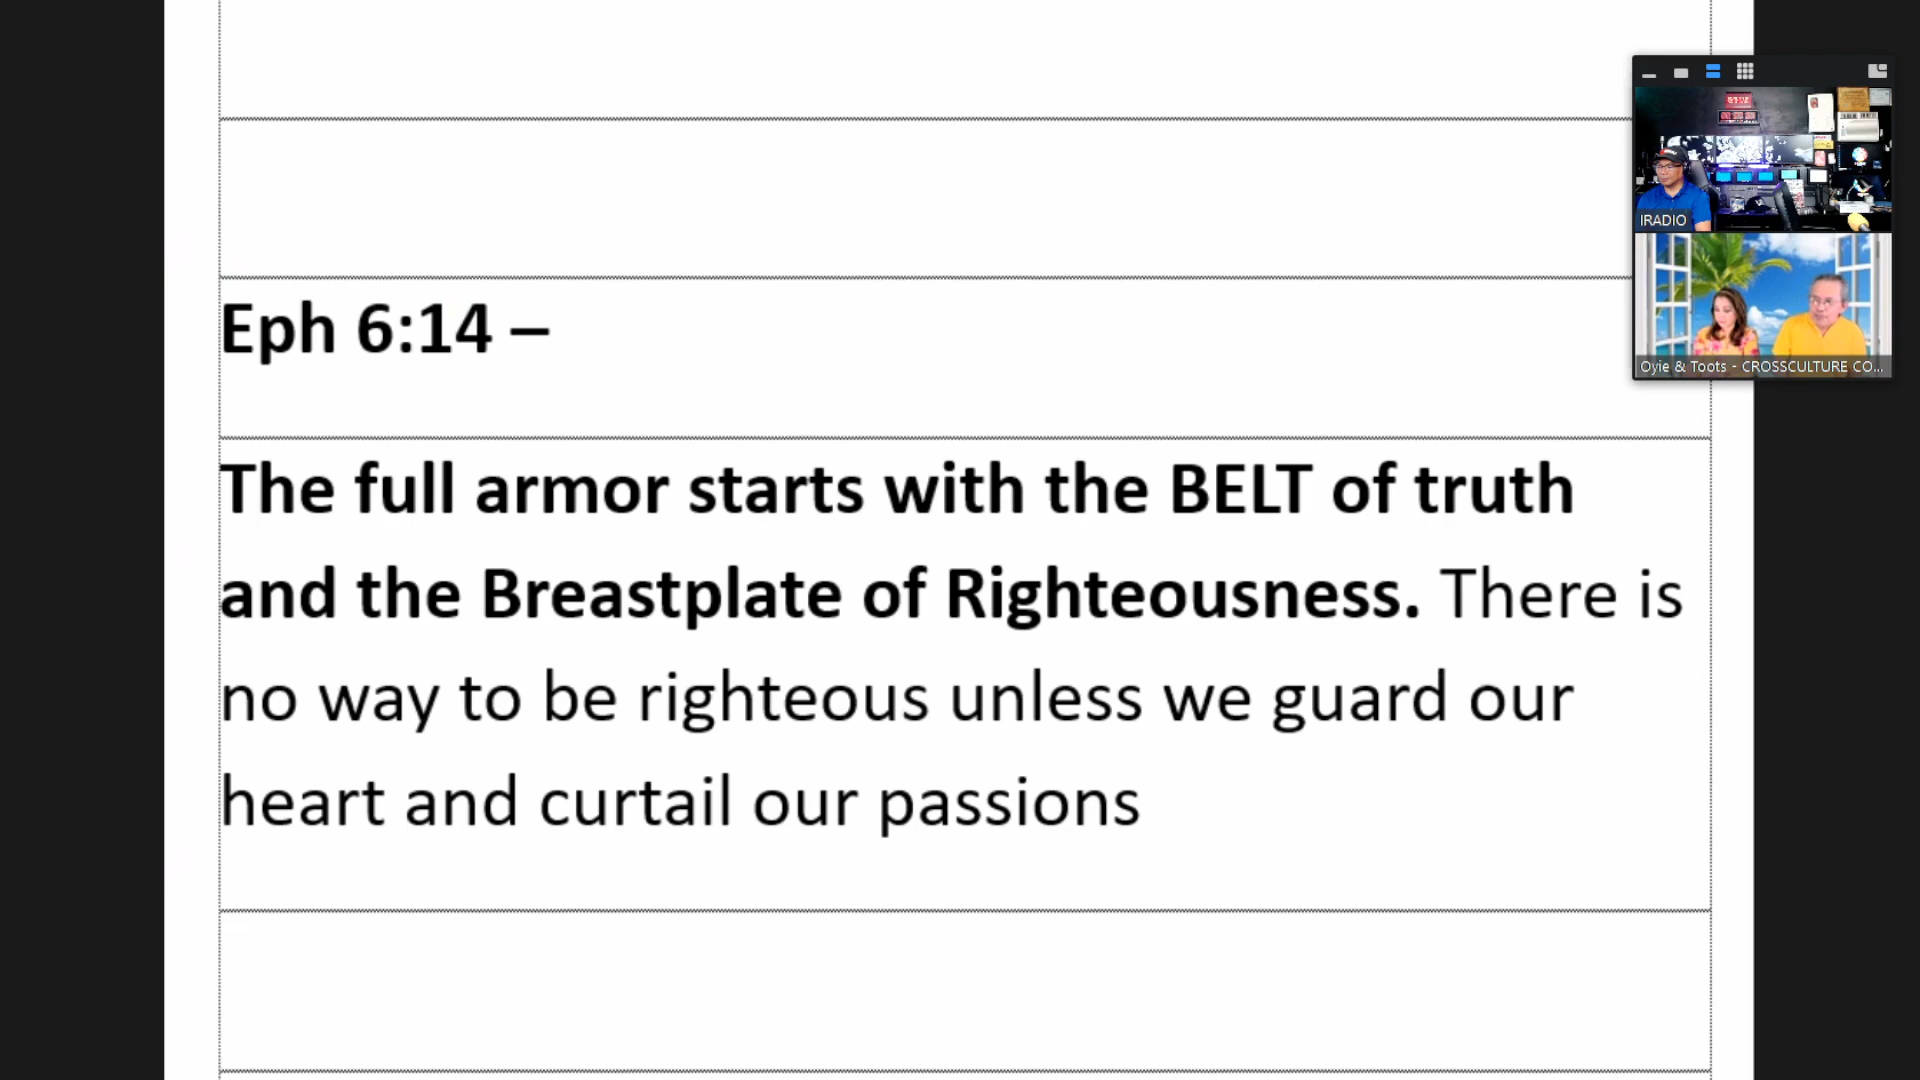 Eph 6:14 –
The full armor starts with the BELT of truth
and the Breastplate of Righteousness. There is
no way to be righteous unless we guard our
heart and curtail our passions
IRADIO
Oyie & Toots - CROSSCULTURE CO...